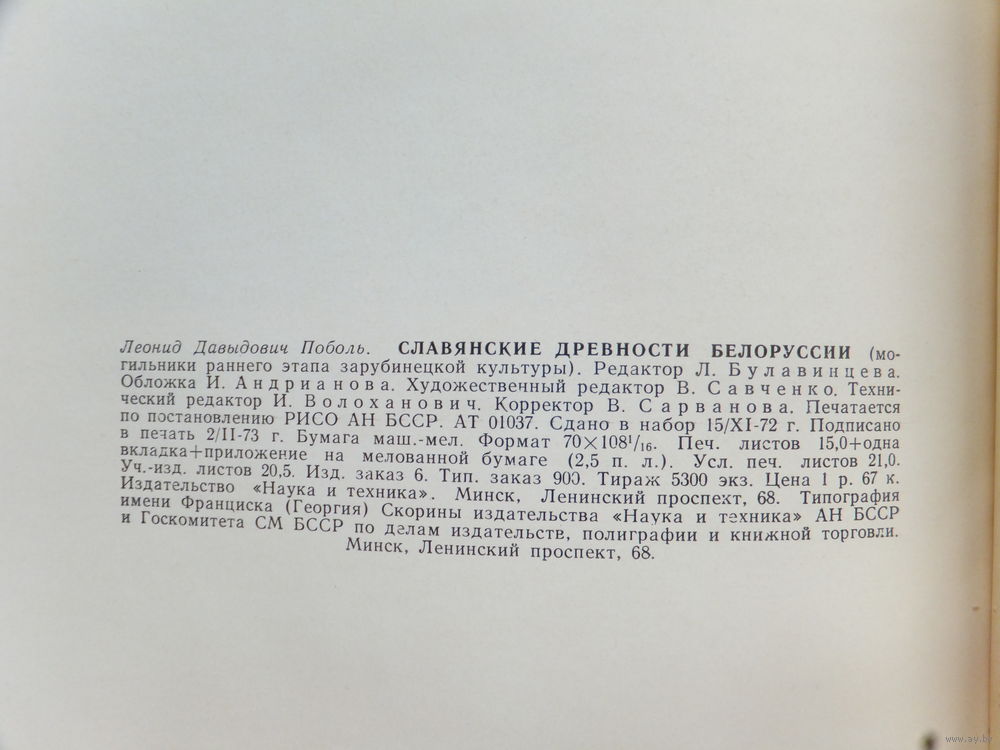 Леонид Давыдович Поболь. СЛАВЯНСКИЕ ДРЕВНОСТИ БЕЛОРУССИИ (мо-
гильники раннего этапа зарубинецкой культуры). Редактор Л. Булавинцева.
Обложка И. Андрианова. Художественный редактор В. Савченко. Техни-
ческий редактор И. Волоханович. Корректор В. Сарванова. Печатается
по постановлению РИСО АН БССР. АТ 01037. Сдано в набор 15/XI-72 г. Подписано
в печать 2/II-73 г. Бумага маш.-мел. Формат 70×108¹/₁₆. Печ. листов 15,0+одна
вкладка+приложение на мелованной бумаге (2,5 п. л.). Усл. печ. листов 21,0.
Уч.-изд. листов 20,5. Изд. заказ 6. Тип. заказ 900. Тираж 5300 экз. Цена 1 р. 67 к.
Издательство «Наука и техника». Минск, Ленинский проспект, 68. Типография
имени Франциска (Георгия) Скорины издательства «Наука и техника» АН БССР
и Госкомитета СМ БССР по делам издательств, полиграфии и книжной торговли.
Минск, Ленинский проспект, 68.
www.ay.by